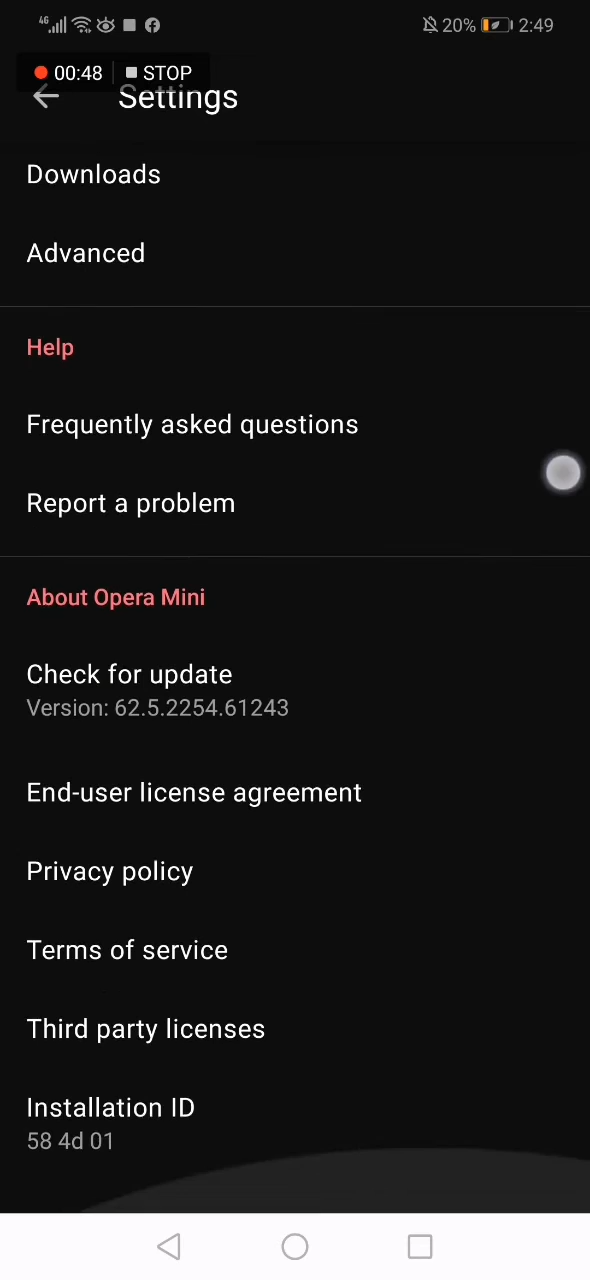 4G 20% 2:49
00:48 STOP
Settings
Downloads
Advanced
Help
Frequently asked questions
Report a problem
About Opera Mini
Check for update
Version: 62.5.2254.61243
End-user license agreement
Privacy policy
Terms of service
Third party licenses
Installation ID
58 4d 01